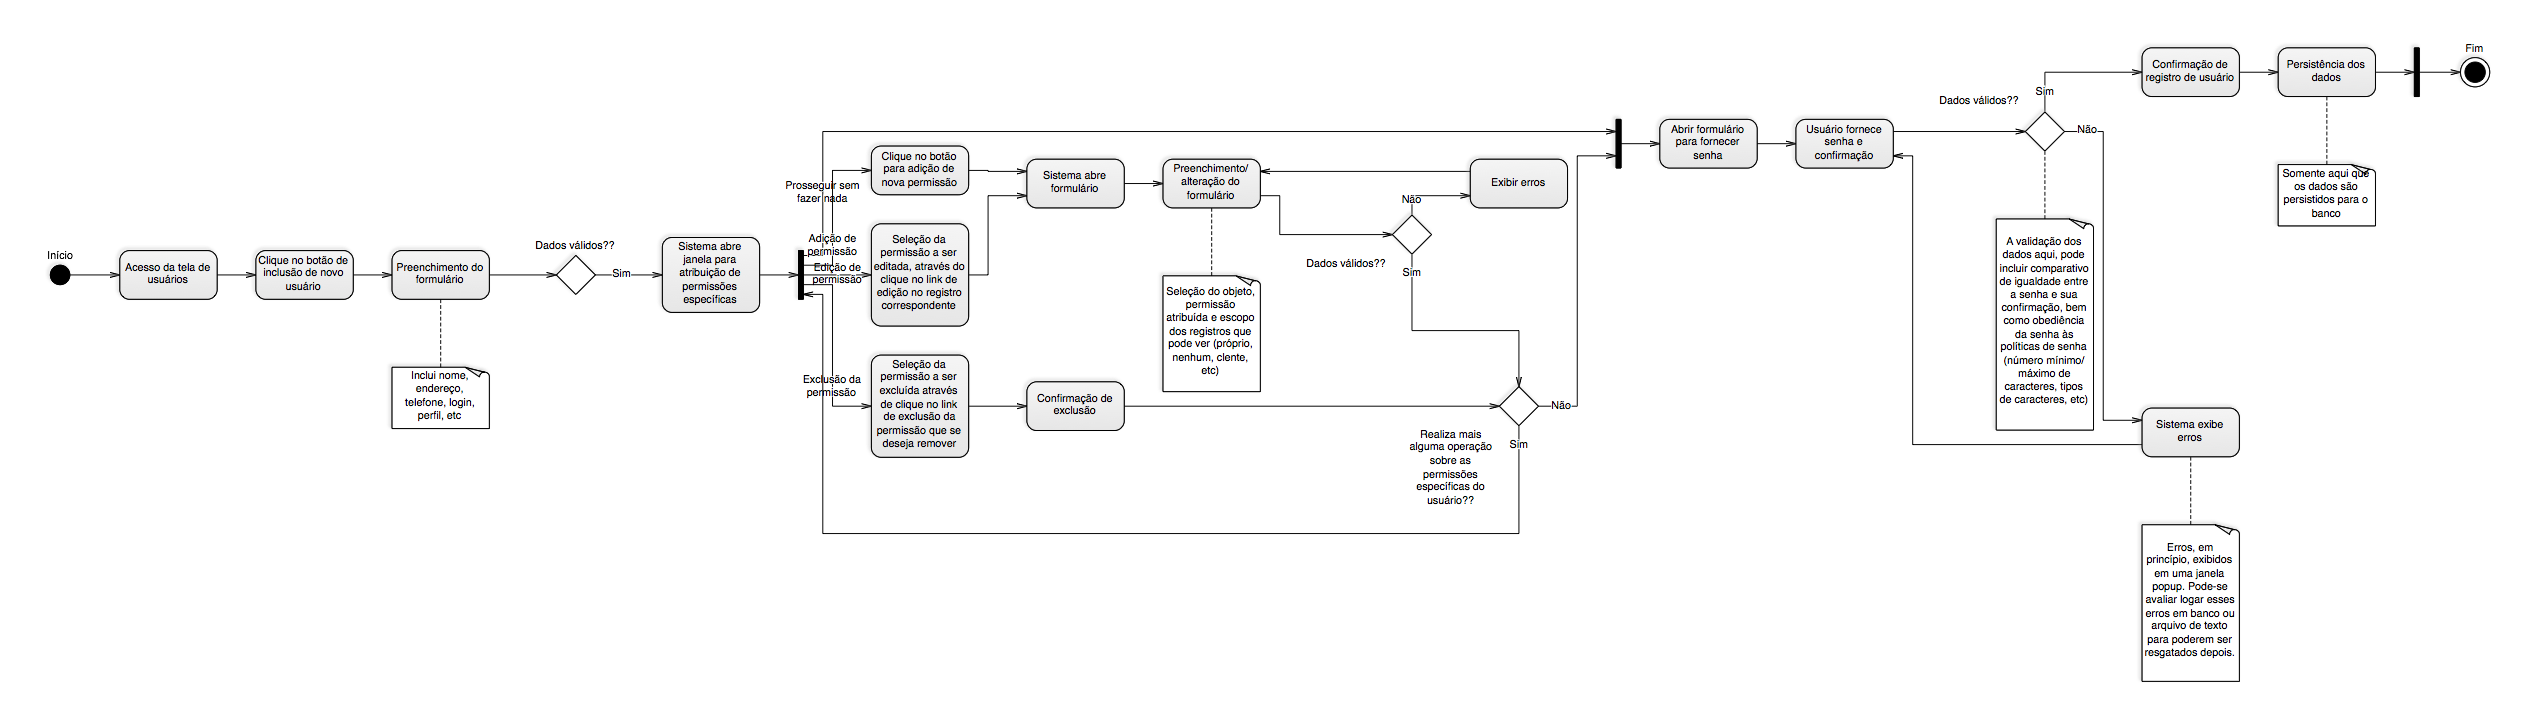 Início
Acesso da tela de
usuários
Clique no botão de
inclusão de novo
usuário
Preenchimento do
formulário
Inclui nome,
endereço,
telefone, login,
perfil, etc
Dados válidos??
Sim
Sistema abre
janela para
atribuição de
permissões
específicas
Prosseguir sem
fazer nada
Adição de
permissão
Edição de
permissão
Exclusão da
permissão
Clique no botão
para adição de
nova permissão
Seleção da
permissão a ser
editada, através do
clique no link de
edição no registro
correspondente
Seleção da
permissão a ser
excluída através
de clique no link
de exclusão da
permissão que se
deseja remover
Sistema abre
formulário
Confirmação de
exclusão
Preenchimento/
alteração do
formulário
Seleção do objeto,
permissão
atribuída e escopo
dos registros que
pode ver (próprio,
nenhum, clente,
etc)
Dados válidos??
Não
Sim
Exibir erros
Realiza mais
alguma operação
sobre as
permissões
específicas do
usuário??
Não
Sim
Abrir formulário
para fornecer
senha
Usuário fornece
senha e
confirmação
Dados válidos??
Sim
Não
A validação dos
dados aqui, pode
incluir comparativo
de igualdade entre
a senha e sua
confirmação, bem
como obediência
da senha às
políticas de senha
(número mínimo/
máximo de
caracteres, tipos
de caracteres, etc)
Confirmação de
registro de usuário
Persistência dos
dados
Somente aqui que
os dados são
persistidos para o
banco
Fim
Sistema exibe
erros
Erros, em
princípio, exibidos
em uma janela
popup. Pode-se
avaliar logar esses
erros em banco ou
arquivo de texto
para poderem ser
resgatados depois.